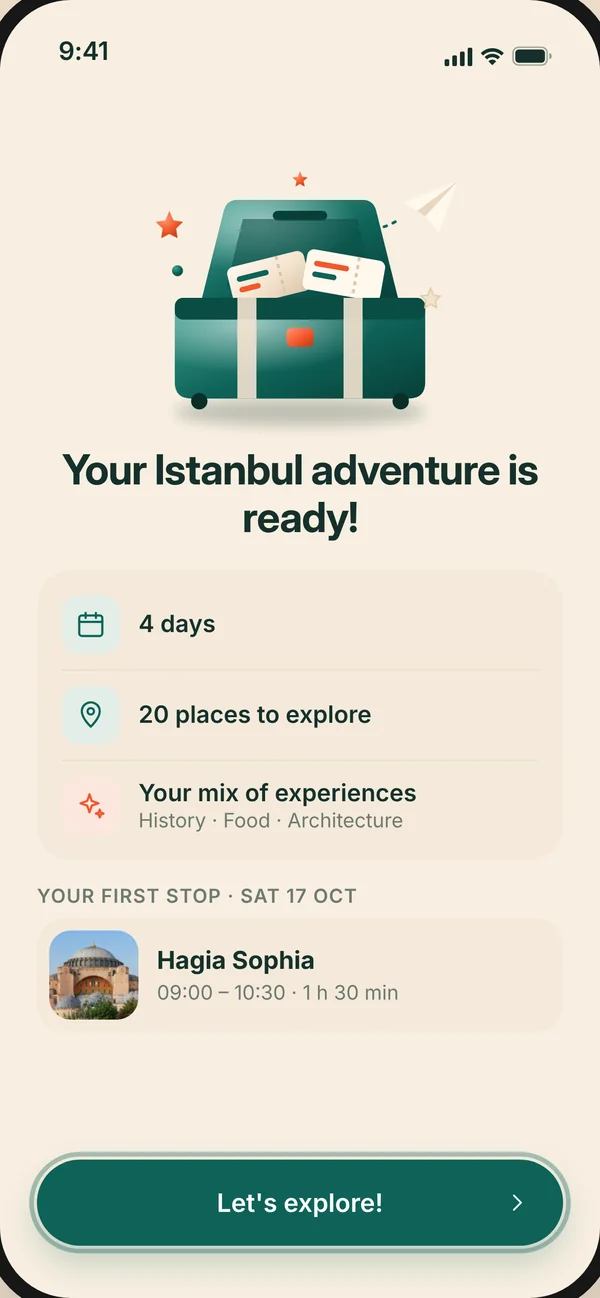 9:41
Your Istanbul adventure is
ready!
4 days
20 places to explore
Your mix of experiences
History · Food · Architecture
YOUR FIRST STOP · SAT 17 OCT
Hagia Sophia
09:00 – 10:30 · 1 h 30 min
Let's explore!